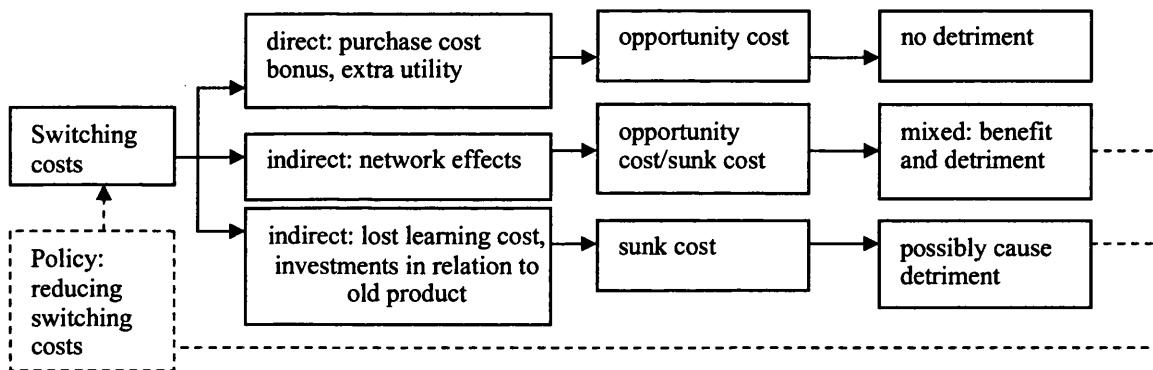 direct: purchase cost
bonus, extra utility
opportunity cost
no detriment
Switching
costs
indirect: network effects
opportunity
cost/sunk cost
mixed: benefit
and detriment
indirect: lost learning cost,
investments in relation to
old product
sunk cost
possibly cause
detriment
Policy:
reducing
switching
costs